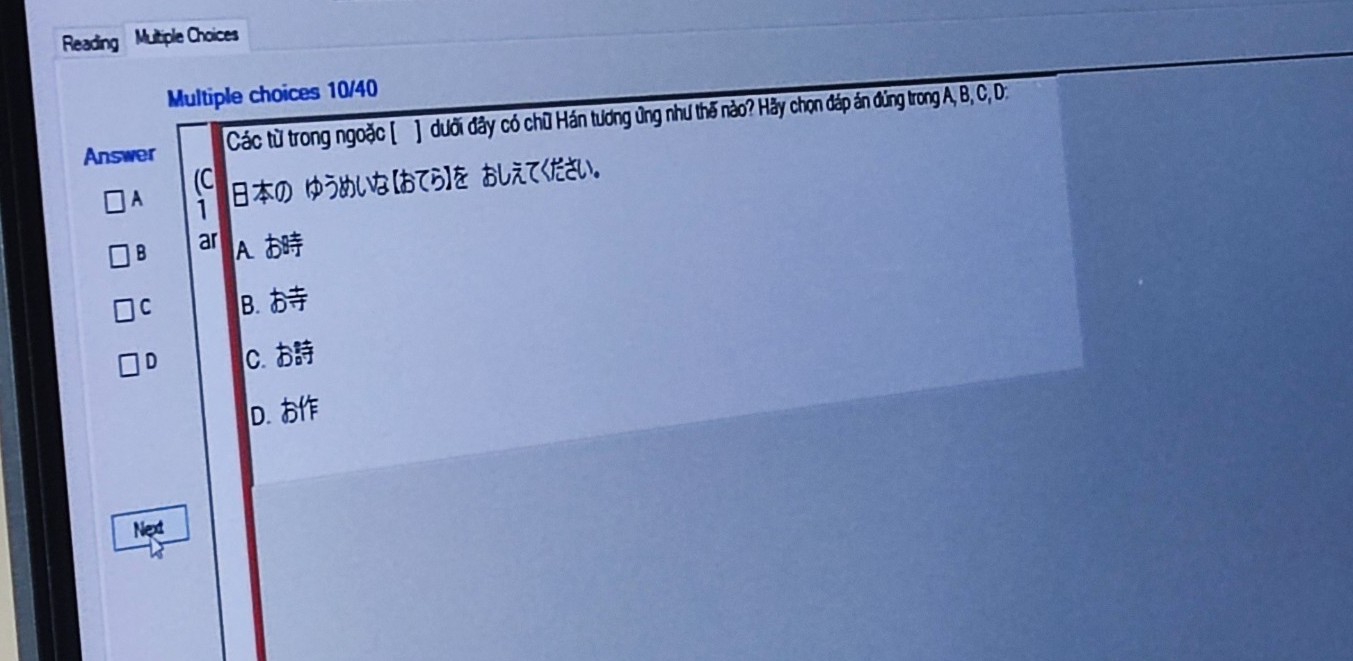 Reading Multiple Choices
Multiple choices 10/40
Answer
A
B
C
D
Next
(C
1
ar
Các từ trong ngoặc [ ] dưới đây có chữ Hán tương ứng như thế nào? Hãy chọn đáp án đúng trong A, B, C, D:
日本の ゆうめいな【おてら】を おしえてください。
A. お時
B. お寺
C. お詩
D. お作